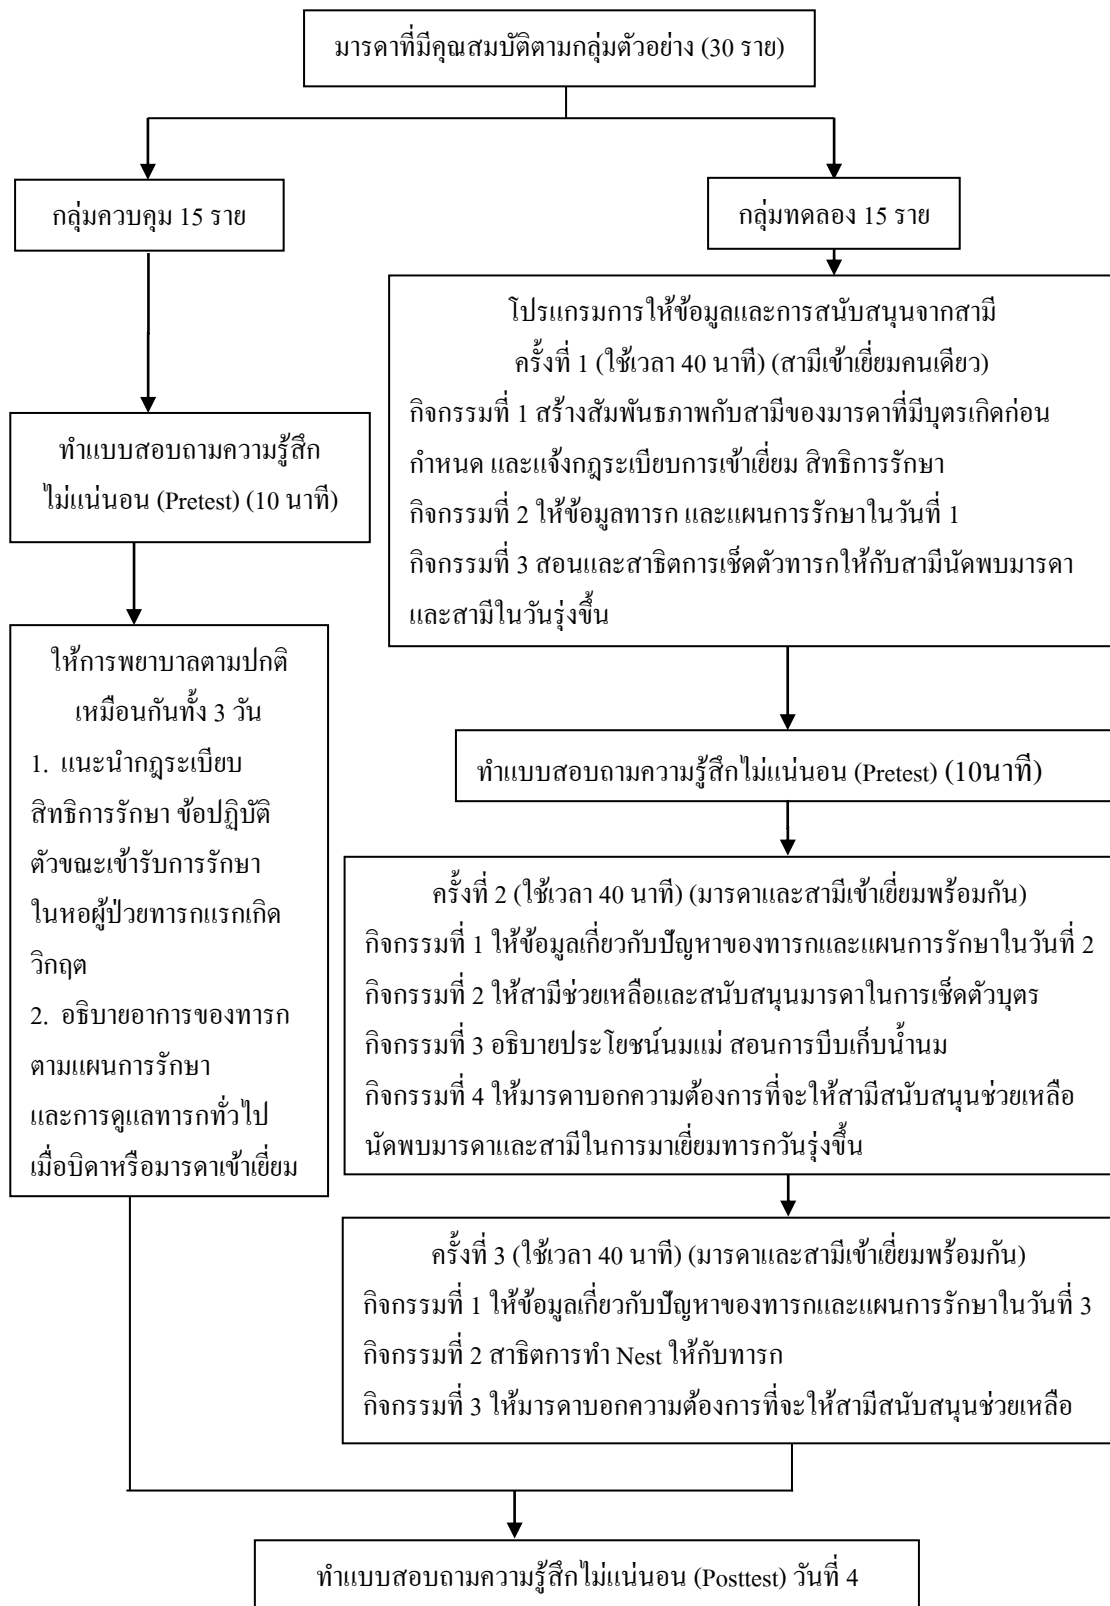 มารดาที่มีคุณสมบัติตามกลุ่มตัวอย่าง (30 ราย)
กลุ่มควบคุม 15 ราย
กลุ่มทดลอง 15 ราย
ทำแบบสอบถามความรู้สึก
ไม่แน่นอน (Pretest) (10 นาที)
ให้การพยาบาลตามปกติ
เหมือนกันทั้ง 3 วัน
1. แนะนำกฎระเบียบ
สิทธิการรักษา ข้อปฏิบัติ
ตัวขณะเข้ารับการรักษา
ในหอผู้ป่วยทารกแรกเกิด
วิกฤต
2. อธิบายอาการของทารก
ตามแผนการรักษา
และการดูแลทารกทั่วไป
เมื่อบิดาหรือมารดาเข้าเยี่ยม
โปรแกรมการให้ข้อมูลและการสนับสนุนจากสามี
ครั้งที่ 1 (ใช้เวลา 40 นาที) (สามีเข้าเยี่ยมคนเดียว)
กิจกรรมที่ 1 สร้างสัมพันธภาพกับสามีของมารดาที่มีบุตรเกิดก่อน
กำหนด และแจ้งกฎระเบียบการเข้าเยี่ยม สิทธิการรักษา
กิจกรรมที่ 2 ให้ข้อมูลทารก และแผนการรักษาในวันที่ 1
กิจกรรมที่ 3 สอนและสาธิตการเช็ดตัวทารกให้กับสามีนัดพบมารดา
และสามีในวันรุ่งขึ้น
ทำแบบสอบถามความรู้สึกไม่แน่นอน (Pretest) (10นาที)
ครั้งที่ 2 (ใช้เวลา 40 นาที) (มารดาและสามีเข้าเยี่ยมพร้อมกัน)
กิจกรรมที่ 1 ให้ข้อมูลเกี่ยวกับปัญหาของทารกและแผนการรักษาในวันที่ 2
กิจกรรมที่ 2 ให้สามีช่วยเหลือและสนับสนุนมารดาในการเช็ดตัวบุตร
กิจกรรมที่ 3 อธิบายประโยชน์นมแม่ สอนการบีบเก็บน้ำนม
กิจกรรมที่ 4 ให้มารดาบอกความต้องการที่จะให้สามีสนับสนุนช่วยเหลือ
นัดพบมารดาและสามีในการมาเยี่ยมทารกวันรุ่งขึ้น
ครั้งที่ 3 (ใช้เวลา 40 นาที) (มารดาและสามีเข้าเยี่ยมพร้อมกัน)
กิจกรรมที่ 1 ให้ข้อมูลเกี่ยวกับปัญหาของทารกและแผนการรักษาในวันที่ 3
กิจกรรมที่ 2 สาธิตการทำ Nest ให้กับทารก
กิจกรรมที่ 3 ให้มารดาบอกความต้องการที่จะให้สามีสนับสนุนช่วยเหลือ
ทำแบบสอบถามความรู้สึกไม่แน่นอน (Posttest) วันที่ 4